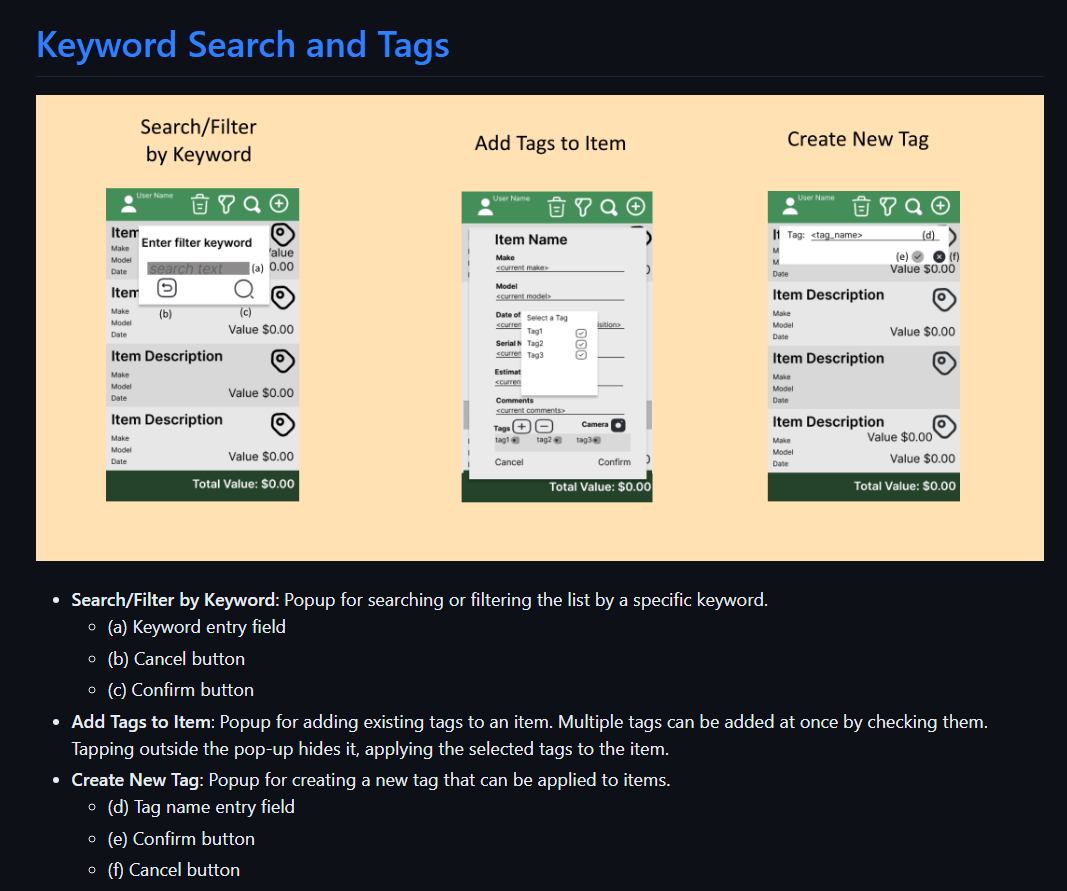 Keyword Search and Tags
Search/Filter
by Keyword
User Name
Item
Make
Model
Date
Enter filter keyword
search text
(a)
(b)
(c)
alue
0.00
Item
Make
Model
Date
Value $0.00
Item Description
Make
Model
Date
Value $0.00
Item Description
Make
Model
Date
Value $0.00
Total Value: $0.00
Add Tags to Item
User Name
Item Name
Make
<current make>
Model
<current model>
Date of
<curren
sition>
Serial N
<curren
Estimat
<curren
Select a Tag
Tag1
Tag2
Tag3
Comments
<current comments>
Tags
Camera
tag1 tag2 tag3
Cancel Confirm
Total Value: $0.00
Create New Tag
User Name
Tag: <tag_name> (d)
(e) (f)
Date
Value $0.00
Item Description
Make
Model
Date
Value $0.00
Item Description
Make
Model
Date
Item Description
Value $0.00
Make
Model
Date
Value $0.00
Total Value: $0.00
Search/Filter by Keyword: Popup for searching or filtering the list by a specific keyword.
(a) Keyword entry field
(b) Cancel button
(c) Confirm button
Add Tags to Item: Popup for adding existing tags to an item. Multiple tags can be added at once by checking them.
Tapping outside the pop-up hides it, applying the selected tags to the item.
Create New Tag: Popup for creating a new tag that can be applied to items.
(d) Tag name entry field
(e) Confirm button
(f) Cancel button